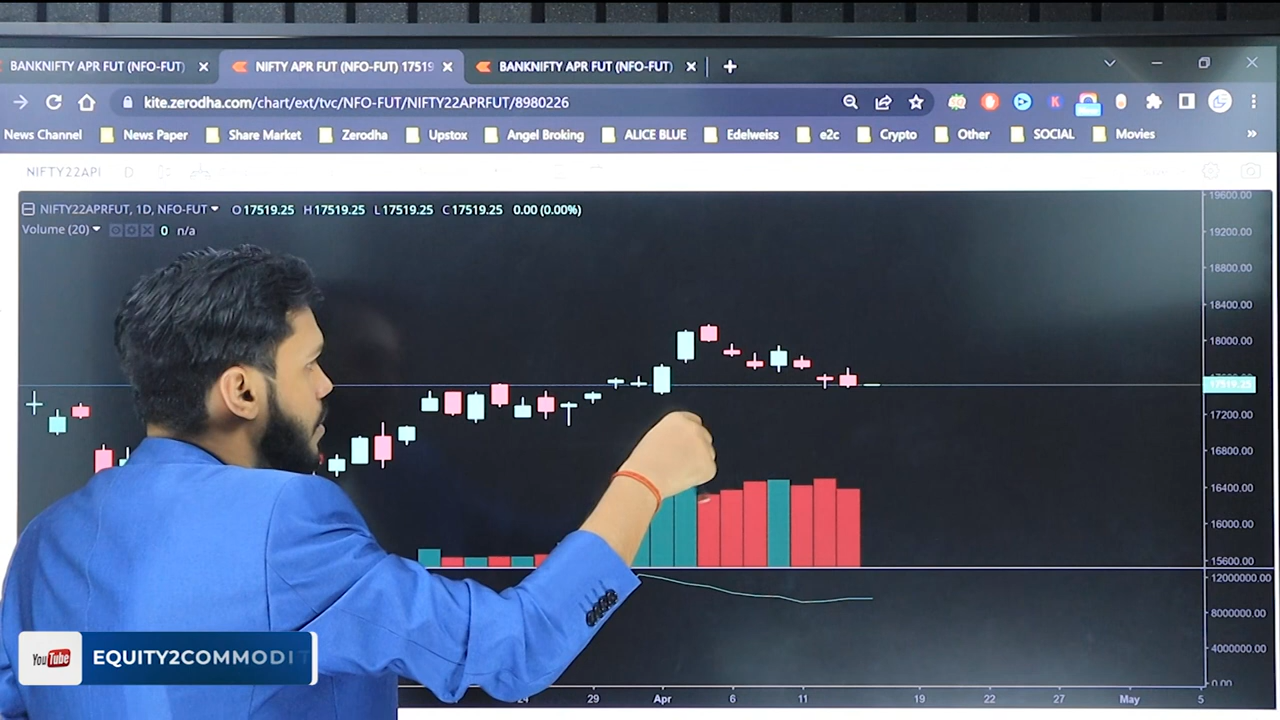 BANKNIFTY APR FUT (NFO-FUT)
NIFTY APR FUT (NFO-FUT) 17519
BANKNIFTY APR FUT (NFO-FUT)
kite.zerodha.com/chart/ext/tvc/NFO-FUT/NIFTY22APRFUT/8980226
News Channel News Paper Share Market Zerodha Upstox Angel Broking ALICE BLUE Edelweiss e2c Crypto Other SOCIAL Movies
NIFTY22API D
NIFTY22APRFUT, 1D, NFO-FUT O17519.25 H17519.25 L17519.25 C17519.25 0.00 (0.00%)
Volume (20) 0 n/a
19600.00
19200.00
18800.00
18400.00
18000.00
17519.25
17200.00
16800.00
16400.00
16000.00
15600.00
12000000.00
8000000.00
4000000.00
0.00
24 29 Apr 6 11 19 22 27 May 5
YouTube EQUITY2COMMODIT